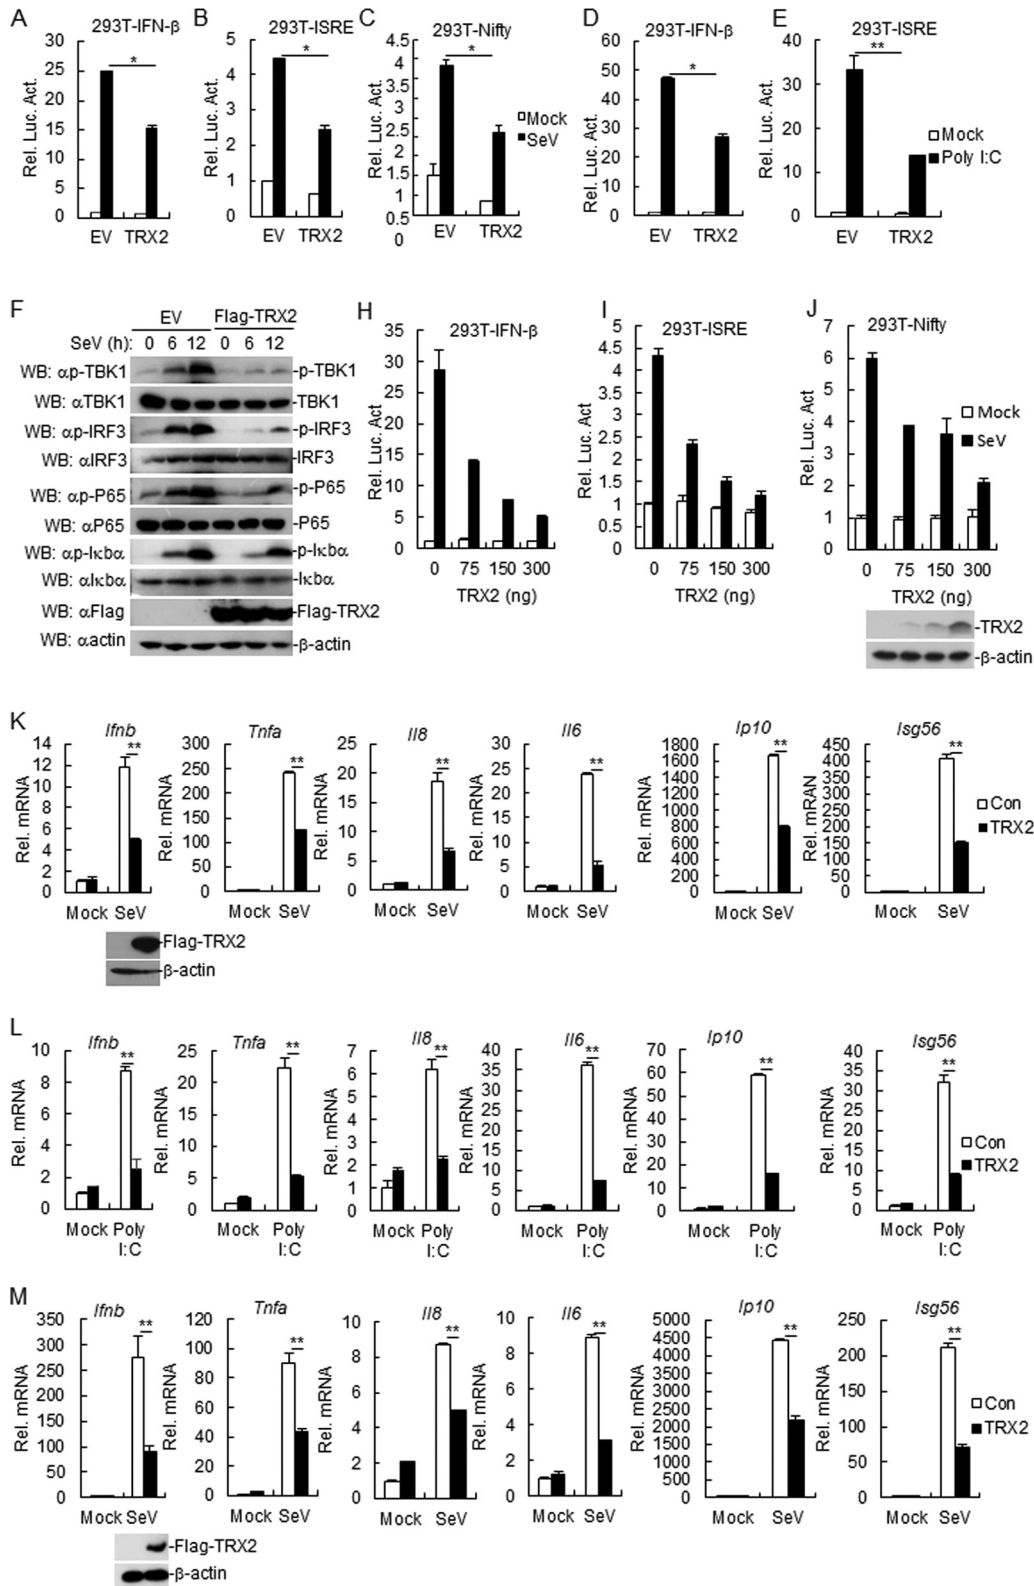 A
293T-IFN-β
Rel. Luc. Act.
30
25
20
15
10
5
0
*
EV TRX2
B
293T-ISRE
Rel. Luc. Act.
5
4
3
2
1
0
*
EV TRX2
C
293T-Nifty
Rel. Luc. Act.
4.5
4
3.5
3
2.5
2
1.5
1
0.5
0
*
EV TRX2
Mock
SeV
D
293T-IFN-β
Rel. Luc. Act.
60
50
40
30
20
10
0
*
EV TRX2
E
293T-ISRE
Rel. Luc. Act.
40
30
20
10
0
**
EV TRX2
Mock
Poly I:C
F
EV Flag-TRX2
SeV (h): 0 6 12 0 6 12
WB: αp-TBK1 -p-TBK1
WB: αTBK1 -TBK1
WB: αp-IRF3 -p-IRF3
WB: αIRF3 -IRF3
WB: αp-P65 -p-P65
WB: αP65 -P65
WB: αp-Iκbα -p-Iκbα
WB: αIκbα -Iκbα
WB: αFlag -Flag-TRX2
WB: αactin -β-actin
H
293T-IFN-β
Rel. Luc. Act
35
30
25
20
15
10
5
0
0 75 150 300
TRX2 (ng)
I
293T-ISRE
Rel. Luc. Act.
5
4.5
4
3.5
3
2.5
2
1.5
1
0.5
0
0 75 150 300
TRX2 (ng)
J
293T-Nifty
Rel. Luc. Act.
7
6
5
4
3
2
1
0
0 75 150 300
TRX2 (ng)
Mock
SeV
-TRX2
-β-actin
K
Ifnb
Rel. mRNA
14
12
10
8
6
4
2
0
**
Mock SeV
-Flag-TRX2
-β-actin
Tnfa
Rel. mRNA
300
250
200
150
100
50
0
**
Mock SeV
Il8
Rel. mRNA
25
20
15
10
5
0
**
Mock SeV
Il6
Rel. mRNA
30
25
20
15
10
5
0
**
Mock SeV
Ip10
Rel. mRNA
1800
1600
1400
1200
1000
800
600
400
200
0
**
Mock SeV
Isg56
Rel. mRAN
450
400
350
300
250
200
150
100
50
0
**
Mock SeV
Con
TRX2
L
Ifnb
Rel. mRNA
10
8
6
4
2
0
**
Mock Poly
I:C
Tnfa
Rel. mRNA
25
20
15
10
5
0
**
Mock Poly
I:C
Il8
Rel. mRNA
8
7
6
5
4
3
2
1
0
**
Mock Poly
I:C
Il6
Rel. mRNA
40
35
30
25
20
15
10
5
0
**
Mock Poly
I:C
Ip10
Rel. mRNA
70
60
50
40
30
20
10
0
**
Mock Poly
I:C
Isg56
Rel. mRNA
40
35
30
25
20
15
10
5
0
**
Mock Poly
I:C
Con
TRX2
M
Ifnb
Rel. mRNA
350
300
250
200
150
100
50
0
**
Mock SeV
-Flag-TRX2
-β-actin
Tnfa
Rel. mRNA
120
100
80
60
40
20
0
**
Mock SeV
Il8
Rel. mRNA
10
8
6
4
2
0
**
Mock SeV
Il6
Rel. mRNA
10
8
6
4
2
0
**
Mock SeV
Ip10
Rel. mRNA
5000
4500
4000
3500
3000
2500
2000
1500
1000
500
0
**
Mock SeV
Isg56
Rel. mRNA
250
200
150
100
50
0
**
Mock SeV
Con
TRX2